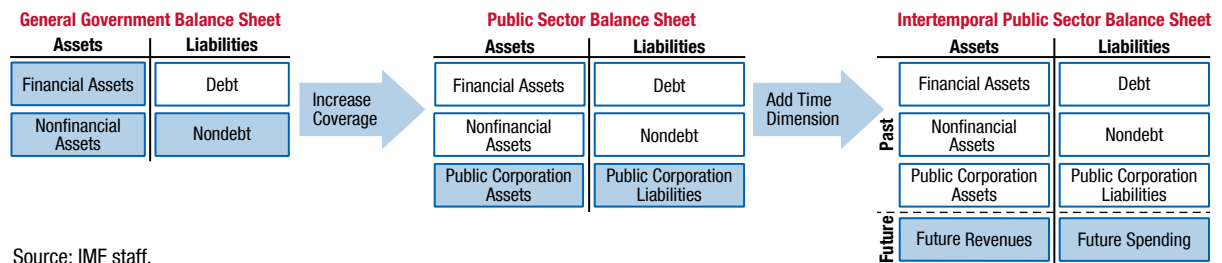 General Government Balance Sheet
Assets
Liabilities
Financial Assets
Debt
Nonfinancial
Assets
Nondebt
Increase
Coverage
Public Sector Balance Sheet
Assets
Liabilities
Financial Assets
Debt
Nonfinancial
Assets
Nondebt
Public Corporation
Assets
Public Corporation
Liabilities
Add Time
Dimension
Intertemporal Public Sector Balance Sheet
Assets
Liabilities
Past
Financial Assets
Debt
Nonfinancial
Assets
Nondebt
Public Corporation
Assets
Public Corporation
Liabilities
Future
Future Revenues
Future Spending
Source: IMF staff.